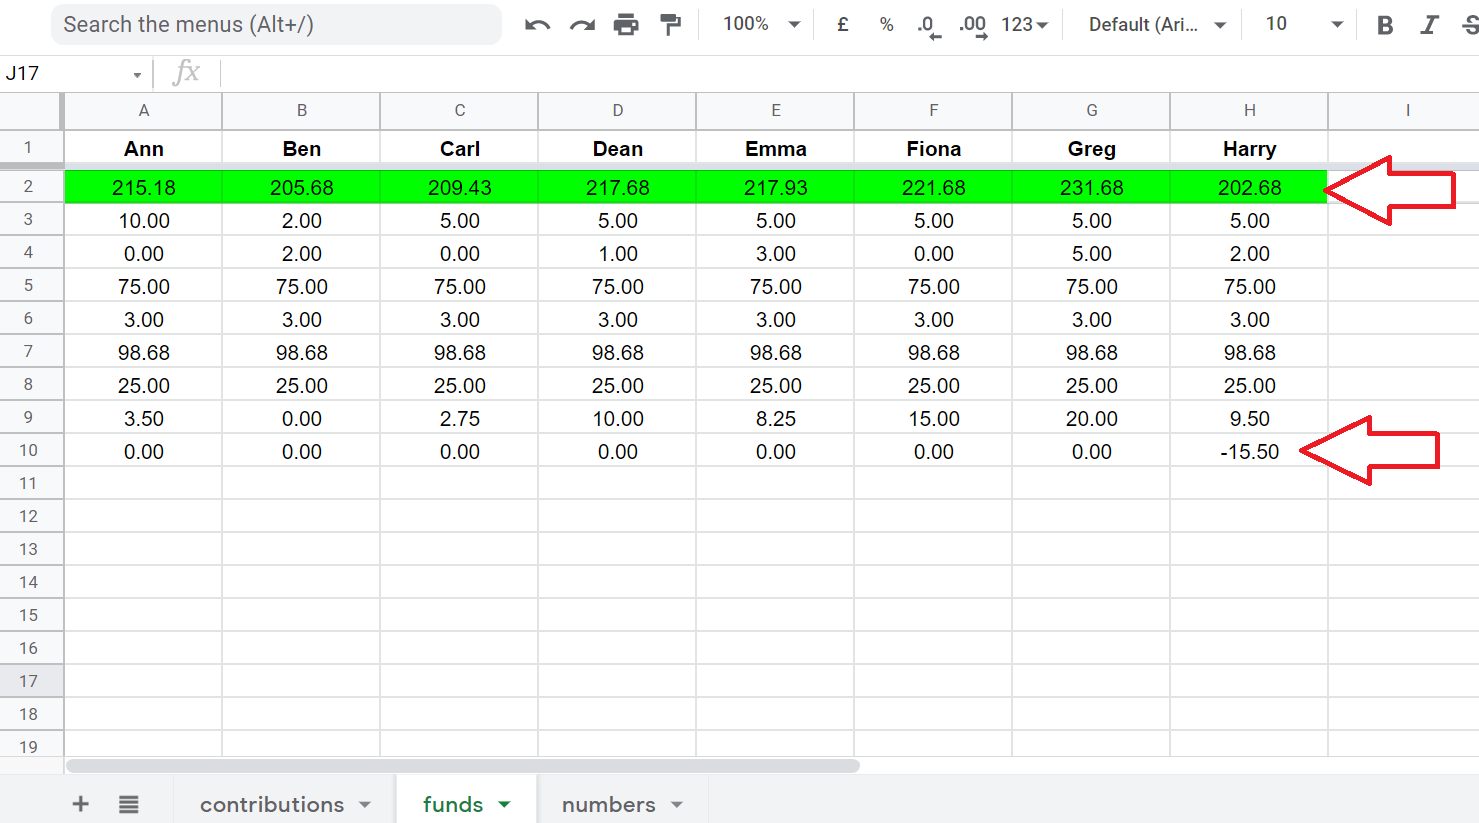 Search the menus (Alt+/) 100% £ % .0 .00 123 Default (Ari... 10 B I S
J17 fx
A B C D E F G H I
1 Ann Ben Carl Dean Emma Fiona Greg Harry
2 215.18 205.68 209.43 217.68 217.93 221.68 231.68 202.68
3 10.00 2.00 5.00 5.00 5.00 5.00 5.00 5.00
4 0.00 2.00 0.00 1.00 3.00 0.00 5.00 2.00
5 75.00 75.00 75.00 75.00 75.00 75.00 75.00 75.00
6 3.00 3.00 3.00 3.00 3.00 3.00 3.00 3.00
7 98.68 98.68 98.68 98.68 98.68 98.68 98.68 98.68
8 25.00 25.00 25.00 25.00 25.00 25.00 25.00 25.00
9 3.50 0.00 2.75 10.00 8.25 15.00 20.00 9.50
10 0.00 0.00 0.00 0.00 0.00 0.00 0.00 -15.50
11
12
13
14
15
16
17
18
19
+ contributions funds numbers